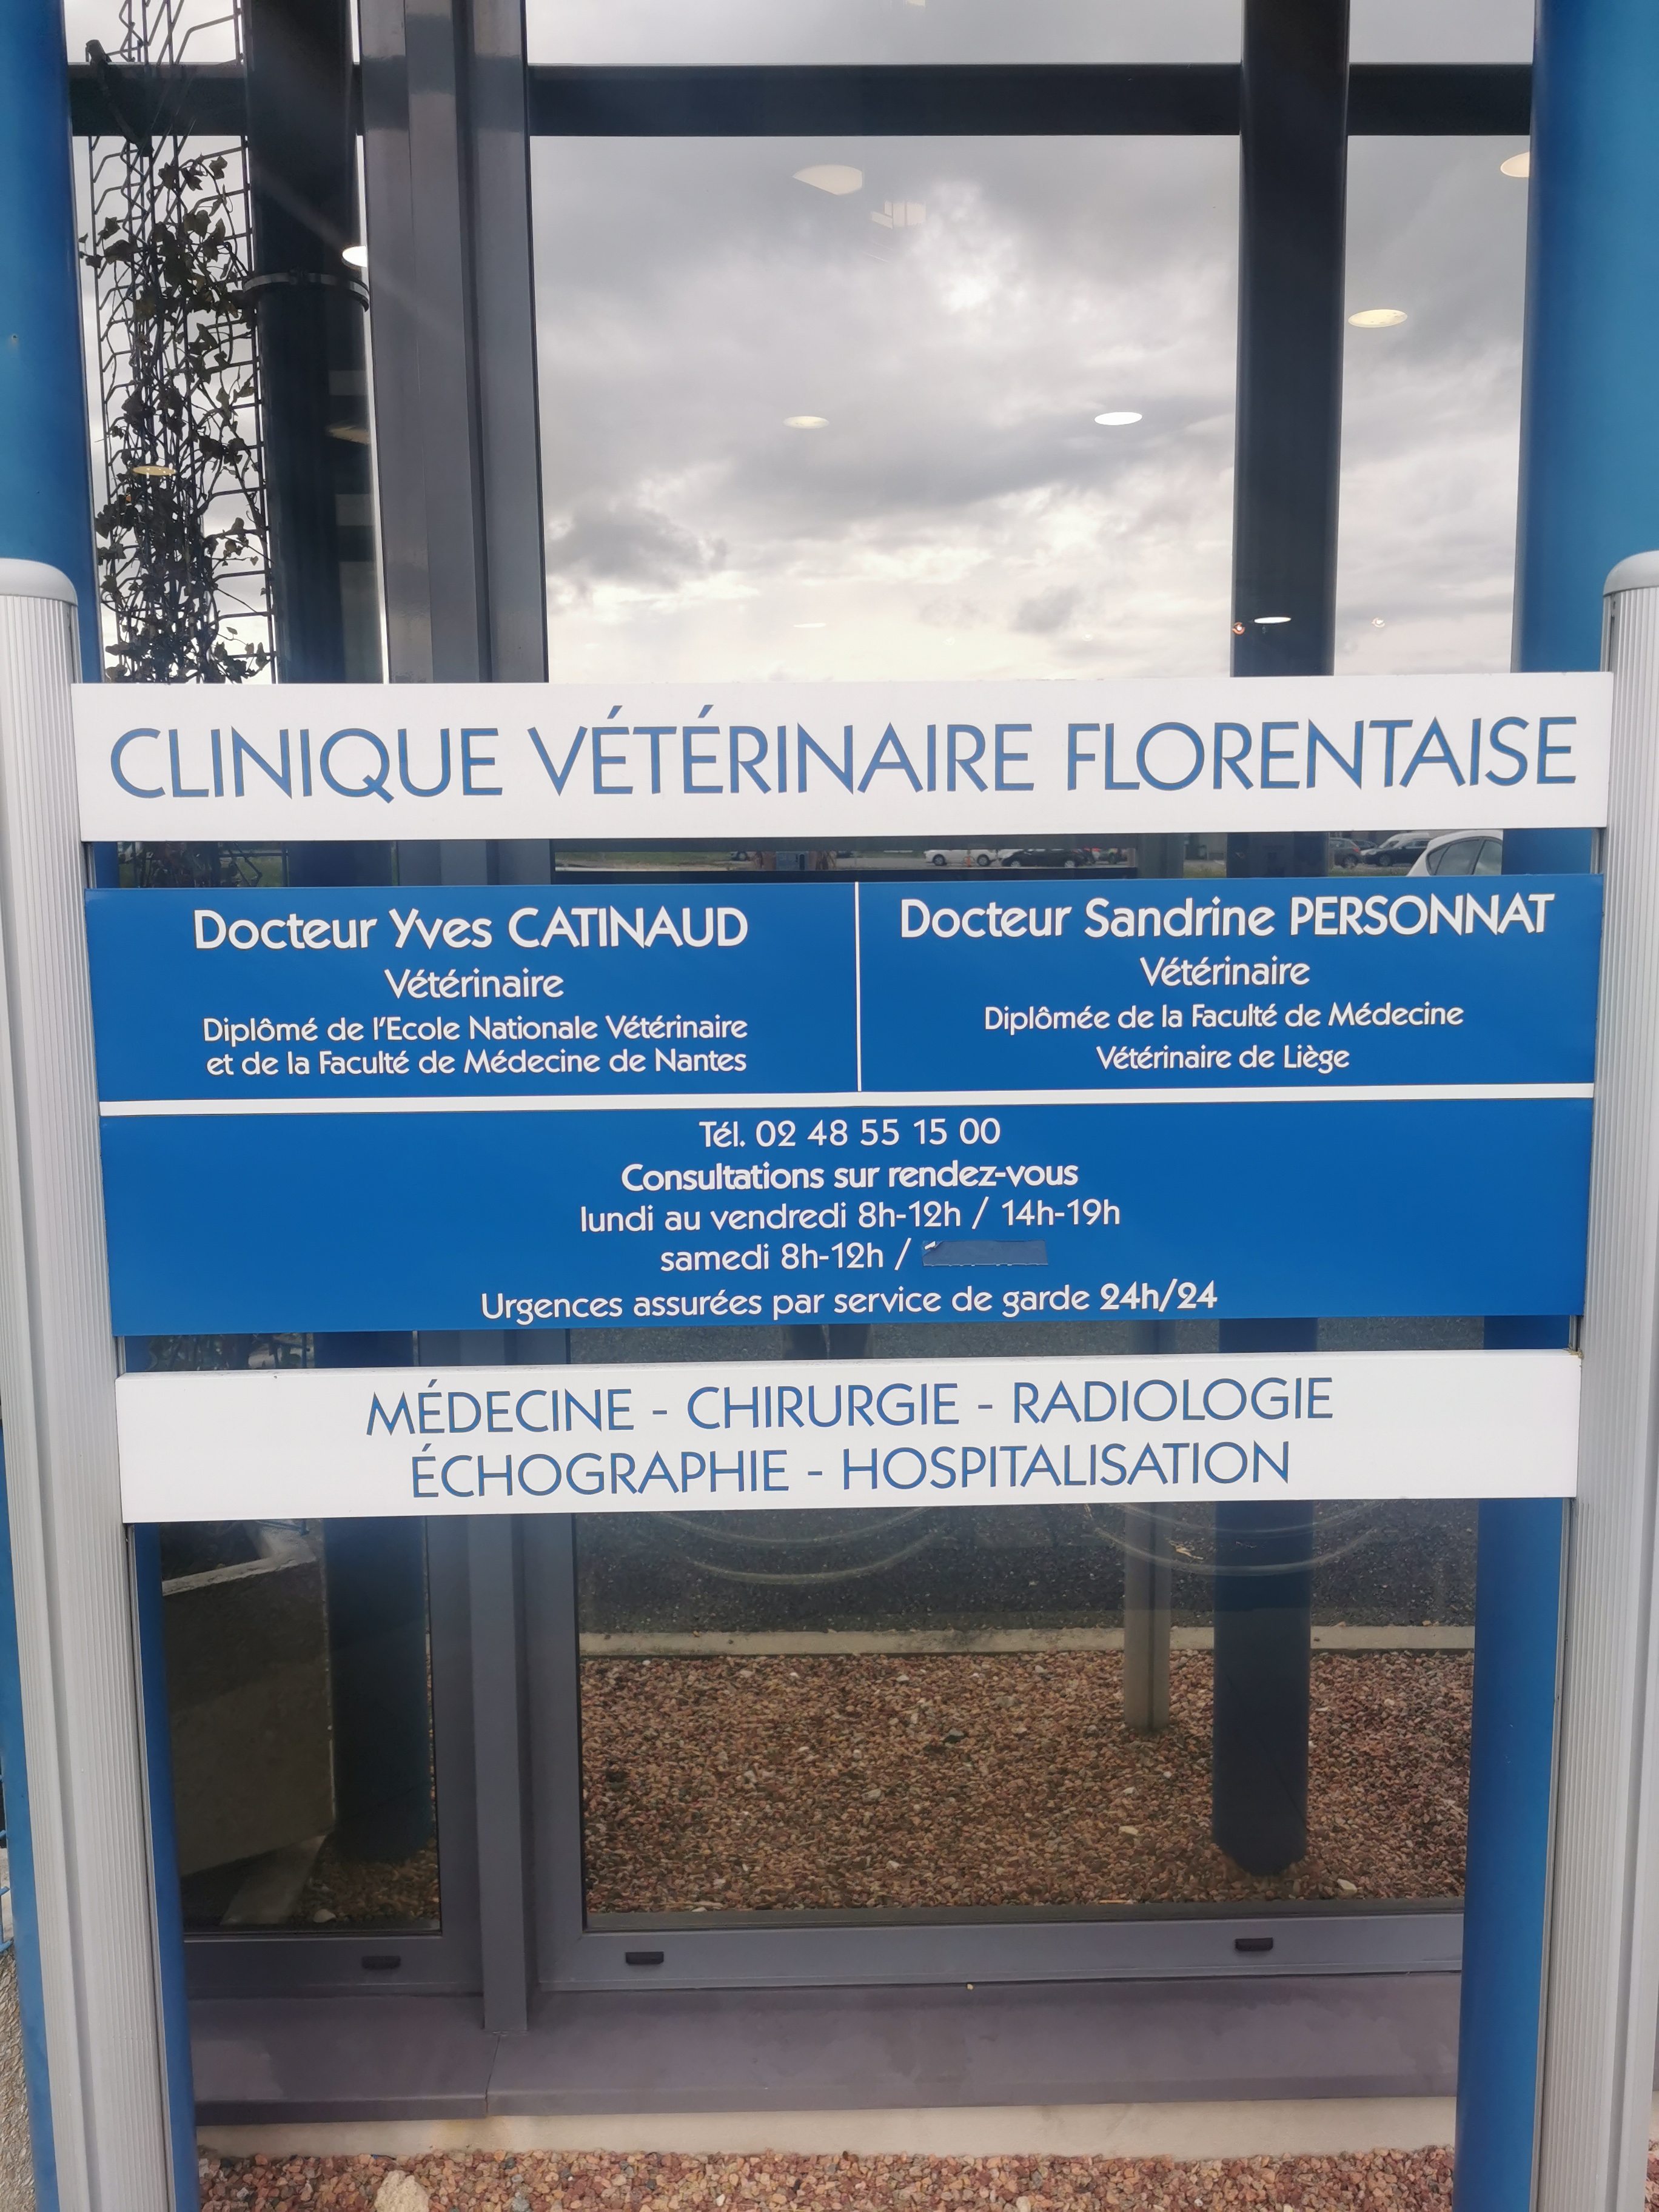 CLINIQUE VÉTÉRINAIRE FLORENTAISE
Docteur Yves CATINAUD
Vétérinaire
Diplômé de l'Ecole Nationale Vétérinaire
et de la Faculté de Médecine de Nantes
Docteur Sandrine PERSONNAT
Vétérinaire
Diplômée de la Faculté de Médecine
Vétérinaire de Liège
Tél. 02 48 55 15 00
Consultations sur rendez-vous
lundi au vendredi 8h-12h / 14h-19h
samedi 8h-12h /
Urgences assurées par service de garde 24h/24
MÉDECINE - CHIRURGIE - RADIOLOGIE
ÉCHOGRAPHIE - HOSPITALISATION